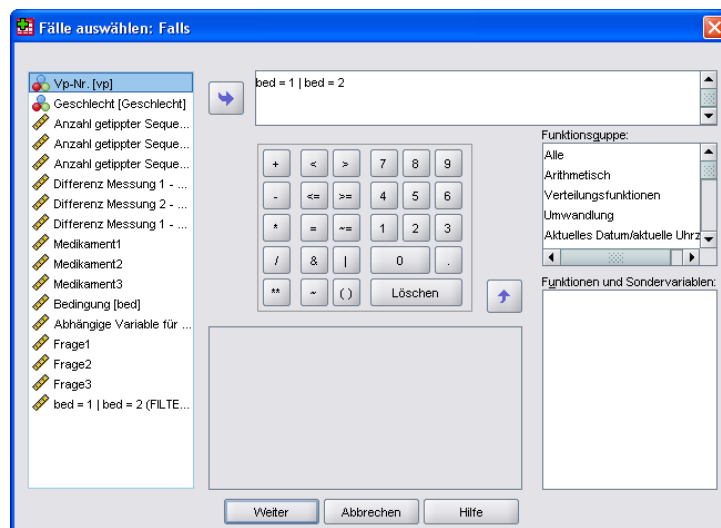 Fälle auswählen: Falls
Vp-Nr. [vp]
Geschlecht [Geschlecht]
Anzahl getippter Seque...
Anzahl getippter Seque...
Anzahl getippter Seque...
Differenz Messung 1 - ...
Differenz Messung 2 - ...
Differenz Messung 1 - ...
Medikament1
Medikament2
Medikament3
Bedingung [bed]
Abhängige Variable für ...
Frage1
Frage2
Frage3
bed = 1 | bed = 2 (FILTE...
bed = 1 | bed = 2
+ < > 7 8 9
- <= >= 4 5 6
* = ~= 1 2 3
/ & | 0 .
** ~ ( ) Löschen
Funktionsgruppe:
Alle
Arithmetisch
Verteilungsfunktionen
Umwandlung
Aktuelles Datum/aktuelle Uhrz
Funktionen und Sondervariablen:
Weiter Abbrechen Hilfe